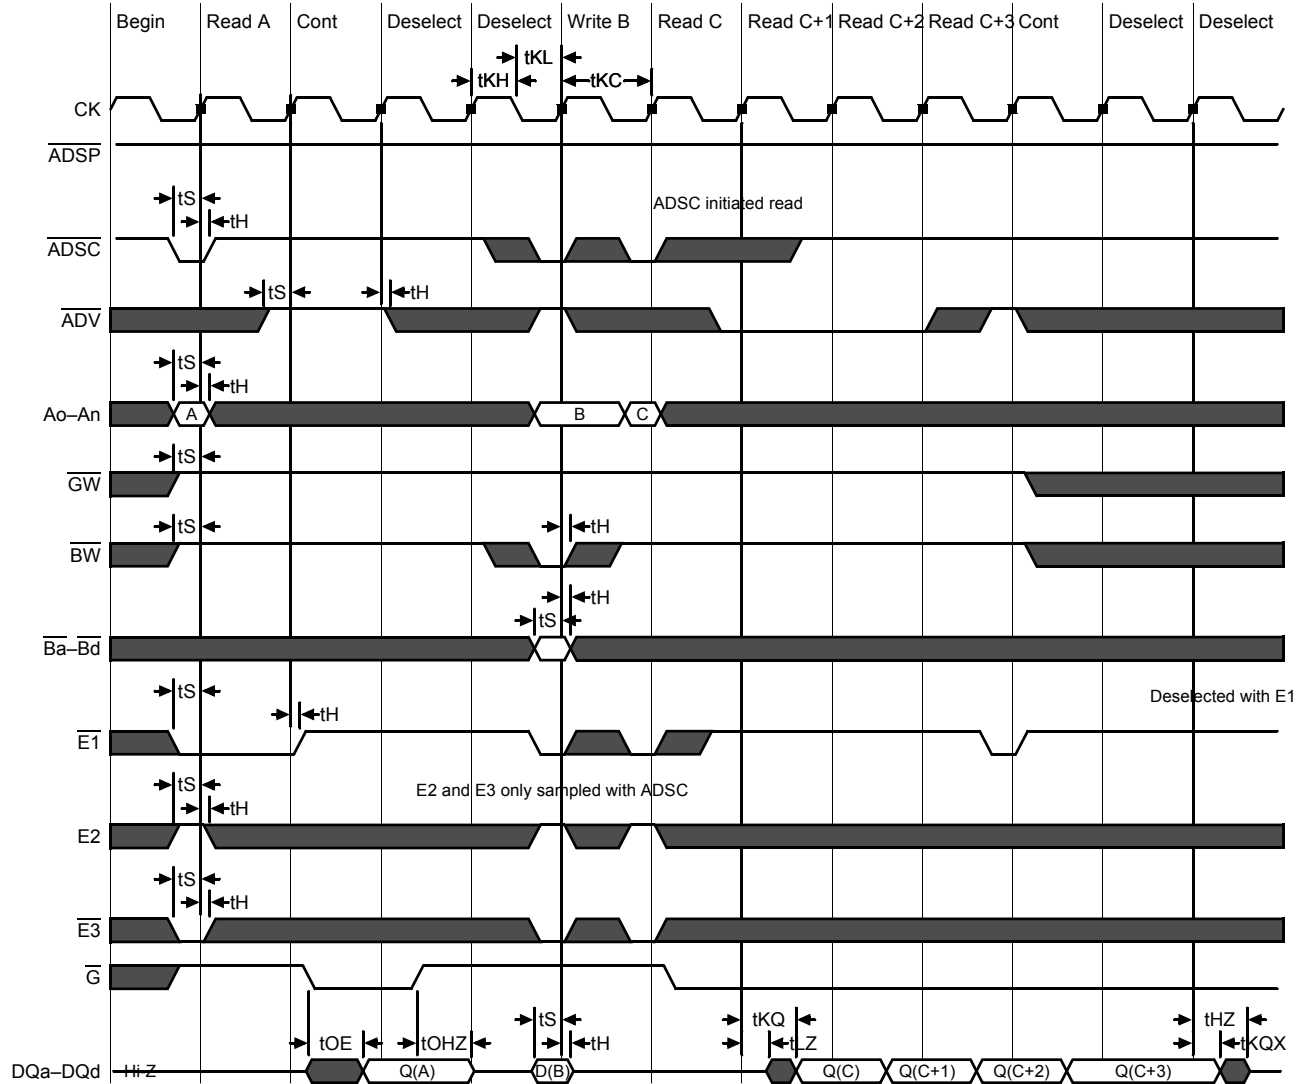 Begin Read A Cont Deselect Deselect Write B Read C Read C+1 Read C+2 Read C+3 Cont Deselect Deselect
tKL
tKH tKC
CK
ADSP
tS
ADSC initiated read
tH
ADSC
tS tH
ADV
tS
tH
Ao–An A B C
tS
GW
tS tH
BW
tH
tS
Ba–Bd
tS
Deselected with E1
tH
E1
tS
E2 and E3 only sampled with ADSC
tH
E2
tS
tH
E3
G
tS tKQ tHZ
tOE tOHZ tH tLZ tKQX
DQa–DQd Hi-Z Q(A) D(B) Q(C) Q(C+1) Q(C+2) Q(C+3)